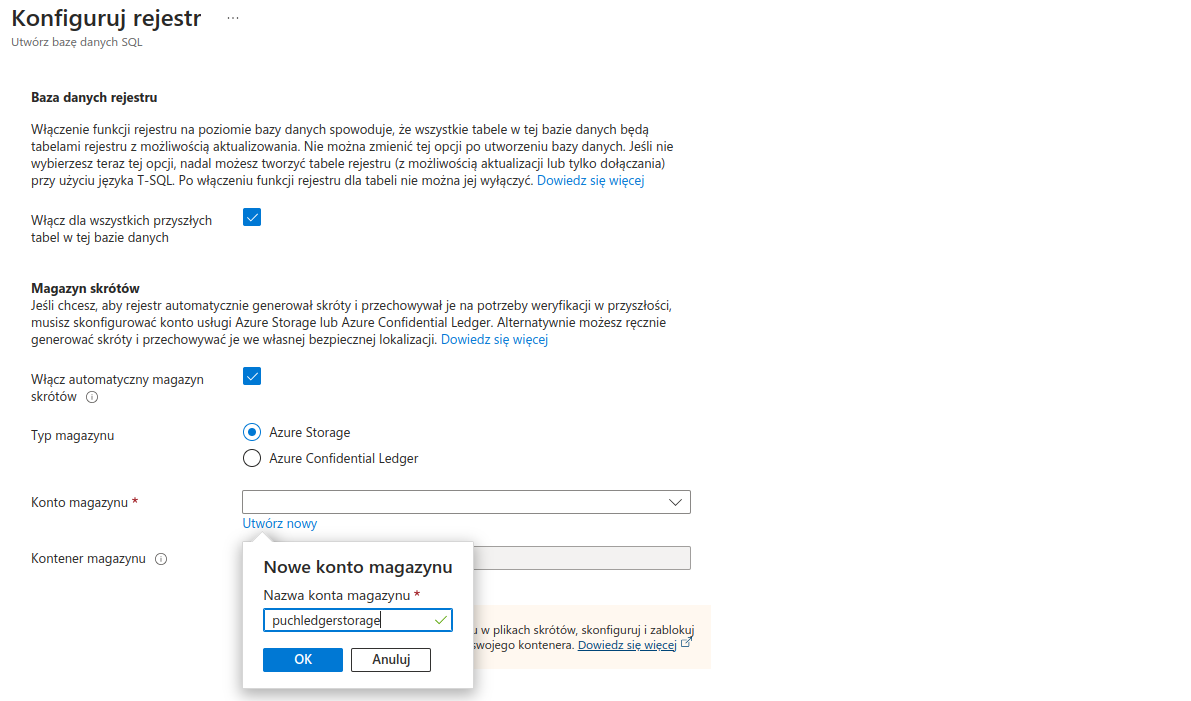 Konfiguruj rejestr ...
Utwórz bazę danych SQL
Baza danych rejestru
Włączenie funkcji rejestru na poziomie bazy danych spowoduje, że wszystkie tabele w tej bazie danych będą
tabelami rejestru z możliwością aktualizowania. Nie można zmienić tej opcji po utworzeniu bazy danych. Jeśli nie
wybierzesz teraz tej opcji, nadal możesz tworzyć tabele rejestru (z możliwością aktualizacji lub tylko dołączania)
przy użyciu języka T-SQL. Po włączeniu funkcji rejestru dla tabeli nie można jej wyłączyć. Dowiedz się więcej
Włącz dla wszystkich przyszłych
tabel w tej bazie danych
Magazyn skrótów
Jeśli chcesz, aby rejestr automatycznie generował skróty i przechowywał je na potrzeby weryfikacji w przyszłości,
musisz skonfigurować konto usługi Azure Storage lub Azure Confidential Ledger. Alternatywnie możesz ręcznie
generować skróty i przechowywać je we własnej bezpiecznej lokalizacji. Dowiedz się więcej
Włącz automatyczny magazyn
skrótów
Typ magazynu
Azure Storage
Azure Confidential Ledger
Konto magazynu *
Utwórz nowy
Kontener magazynu
Nowe konto magazynu
Nazwa konta magazynu *
puchledgerstorage
OK Anuluj
w plikach skrótów, skonfiguruj i zablokuj
swojego kontenera. Dowiedz się więcej